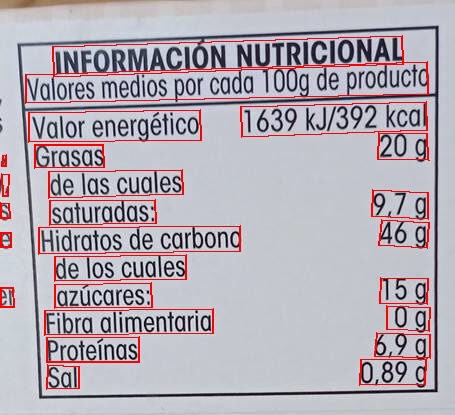 INFORMACIÓN NUTRICIONAL
Valores medios por cada 100g de producto
Valor energético 1639 kJ/392 kcal
Grasas 20 g
de las cuales
saturadas: 9,7 g
Hidratos de carbono 46 g
de los cuales
azúcares: 15 g
Fibra alimentaria 0 g
Proteínas 6,9 g
Sal 0,89 g